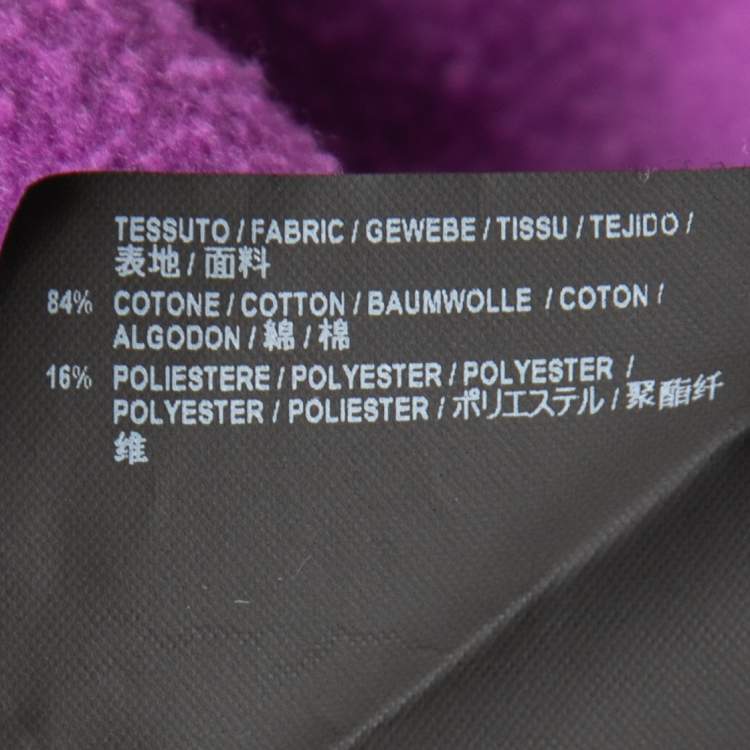 TESSUTO / FABRIC / GEWEBE / TISSU / TEJIDO /
表地 / 面料
84% COTONE / COTTON / BAUMWOLLE / COTON /
ALGODON / 綿 / 棉
16% POLIESTERE / POLYESTER / POLYESTER /
POLYESTER / POLIESTER / ポリエステル / 聚酯纤
维